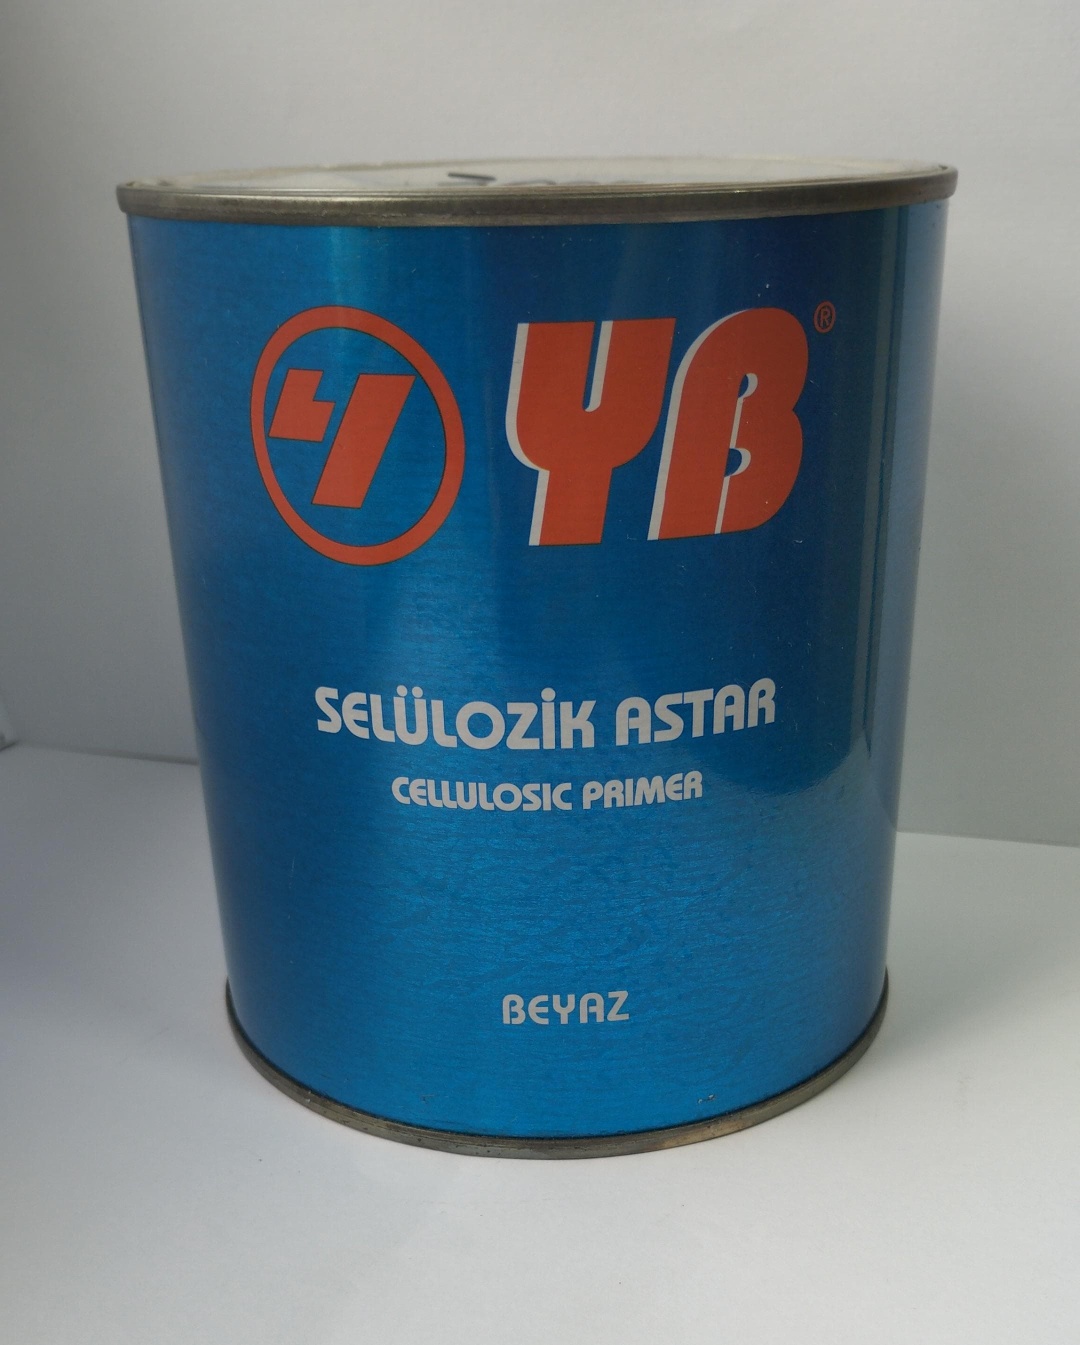 YB®
SELÜLOZİK ASTAR
CELLULOSIC PRIMER
BEYAZ